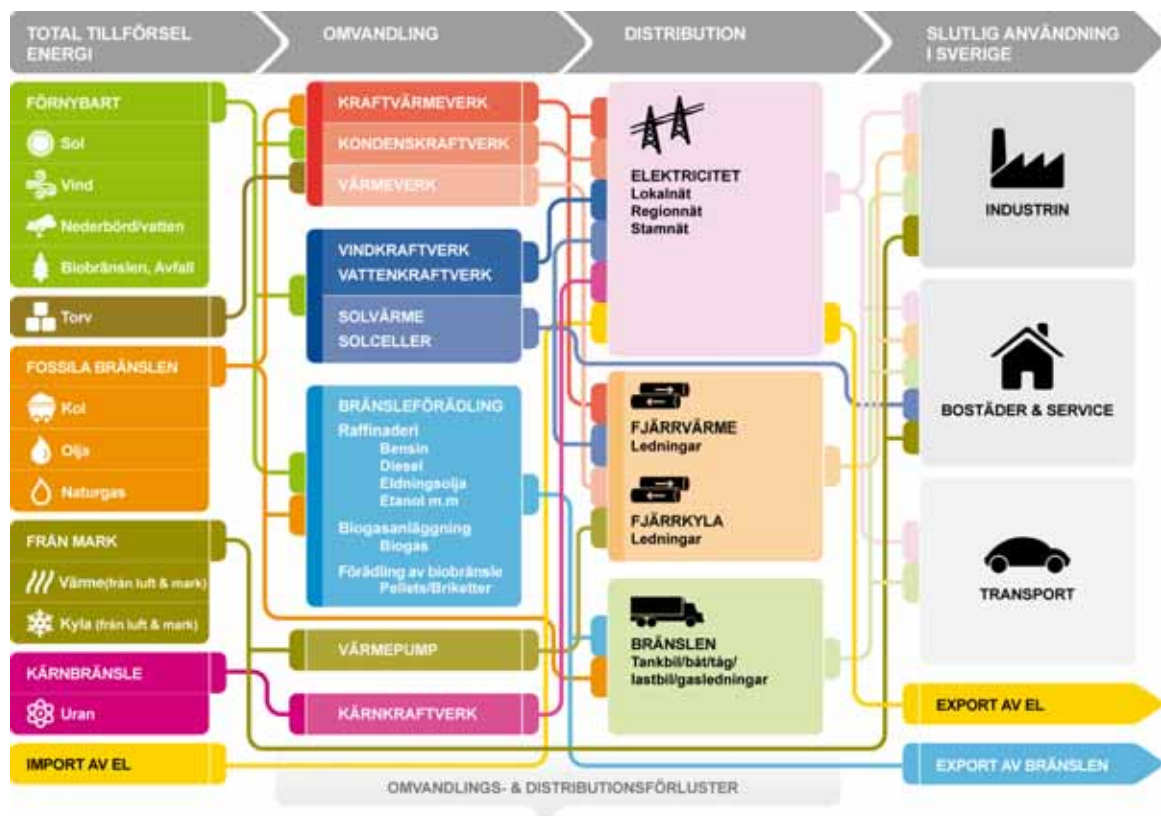 TOTAL TILLFÖRSEL
ENERGI
OMVANDLING
DISTRIBUTION
SLUTLIG ANVÄNDNING
I SVERIGE
FÖRNYBART
Sol
Vind
Nederbörd/vatten
Biobränslen, Avfall
Torv
FOSSILA BRÄNSLEN
Kol
Olja
Naturgas
FRÅN MARK
Värme(från luft & mark)
Kyla (från luft & mark)
KÄRNBRÄNSLE
Uran
IMPORT AV EL
KRAFTVÄRMEVERK
KONDENSKRAFTVERK
VÄRMEVERK
VINDKRAFTVERK
VATTENKRAFTVERK
SOLVÄRME
SOLCELLER
BRÄNSLEFÖRÄDLING
Raffinaderi
Bensin
Diesel
Eldningsolja
Etanol m.m
Biogasanläggning
Biogas
Förädling av biobränsle
Pellets/Briketter
VÄRMEPUMP
KÄRNKRAFTVERK
ELEKTRICITET
Lokalnät
Regionnät
Stamnät
FJÄRRVÄRME
Ledningar
FJÄRRKYLA
Ledningar
BRÄNSLEN
Tankbil/båt/tåg/
lastbil/gasledningar
INDUSTRIN
BOSTÄDER & SERVICE
TRANSPORT
EXPORT AV EL
EXPORT AV BRÄNSLEN
OMVANDLINGS- & DISTRIBUTIONSFÖRLUSTER